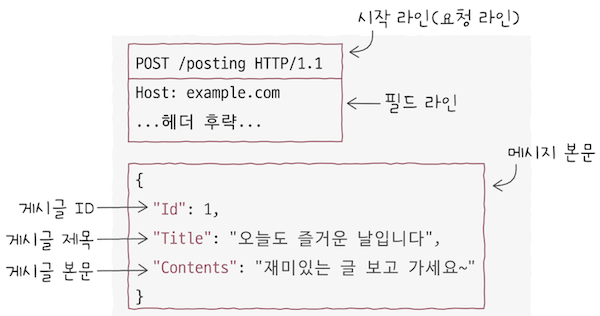 시작 라인(요청 라인)
POST /posting HTTP/1.1
Host: example.com
필드 라인
...헤더 후략...
메시지 본문
{
게시글 ID
"Id": 1,
게시글 제목
"Title": "오늘도 즐거운 날입니다",
게시글 본문
"Contents": "재미있는 글 보고 가세요~"
}